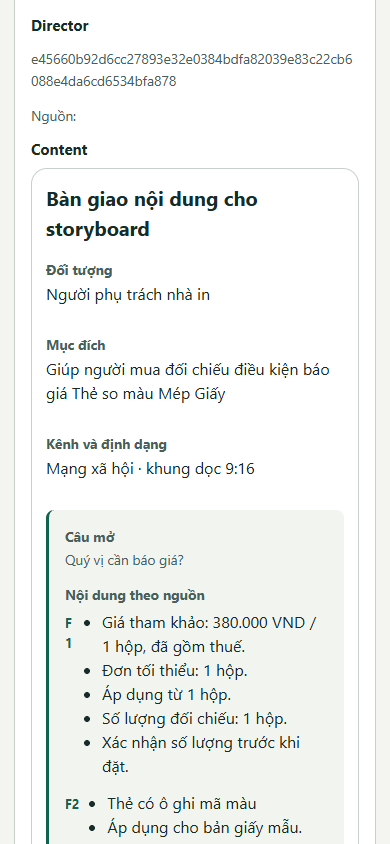 Director
e45660b92d6cc27893e32e0384bdfa82039e83c22cb6
088e4da6cd6534bfa878
Nguồn:
Content
Bàn giao nội dung cho
storyboard
Đối tượng
Người phụ trách nhà in
Mục đích
Giúp người mua đối chiếu điều kiện báo
giá Thẻ so màu Mép Giấy
Kênh và định dạng
Mạng xã hội · khung dọc 9:16
Câu mở
Quý vị cần báo giá?
Nội dung theo nguồn
F1
• Giá tham khảo: 380.000 VND /
1 hộp, đã gồm thuế.
• Đơn tối thiểu: 1 hộp.
• Áp dụng từ 1 hộp.
• Số lượng đối chiếu: 1 hộp.
• Xác nhận số lượng trước khi
đặt.
F2 • Thẻ có ô ghi mã màu
• Áp dụng cho bản giấy mẫu.